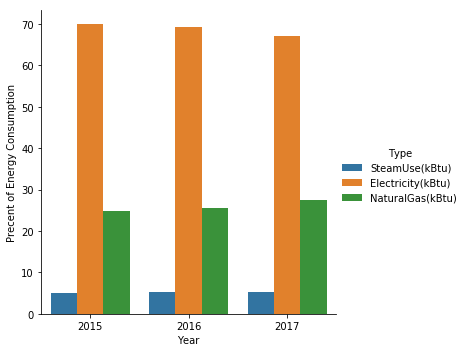 70
60
50
40
30
20
10
0
Precent of Energy Consumption
2015
2016
2017
Year
Type
SteamUse(kBtu)
Electricity(kBtu)
NaturalGas(kBtu)